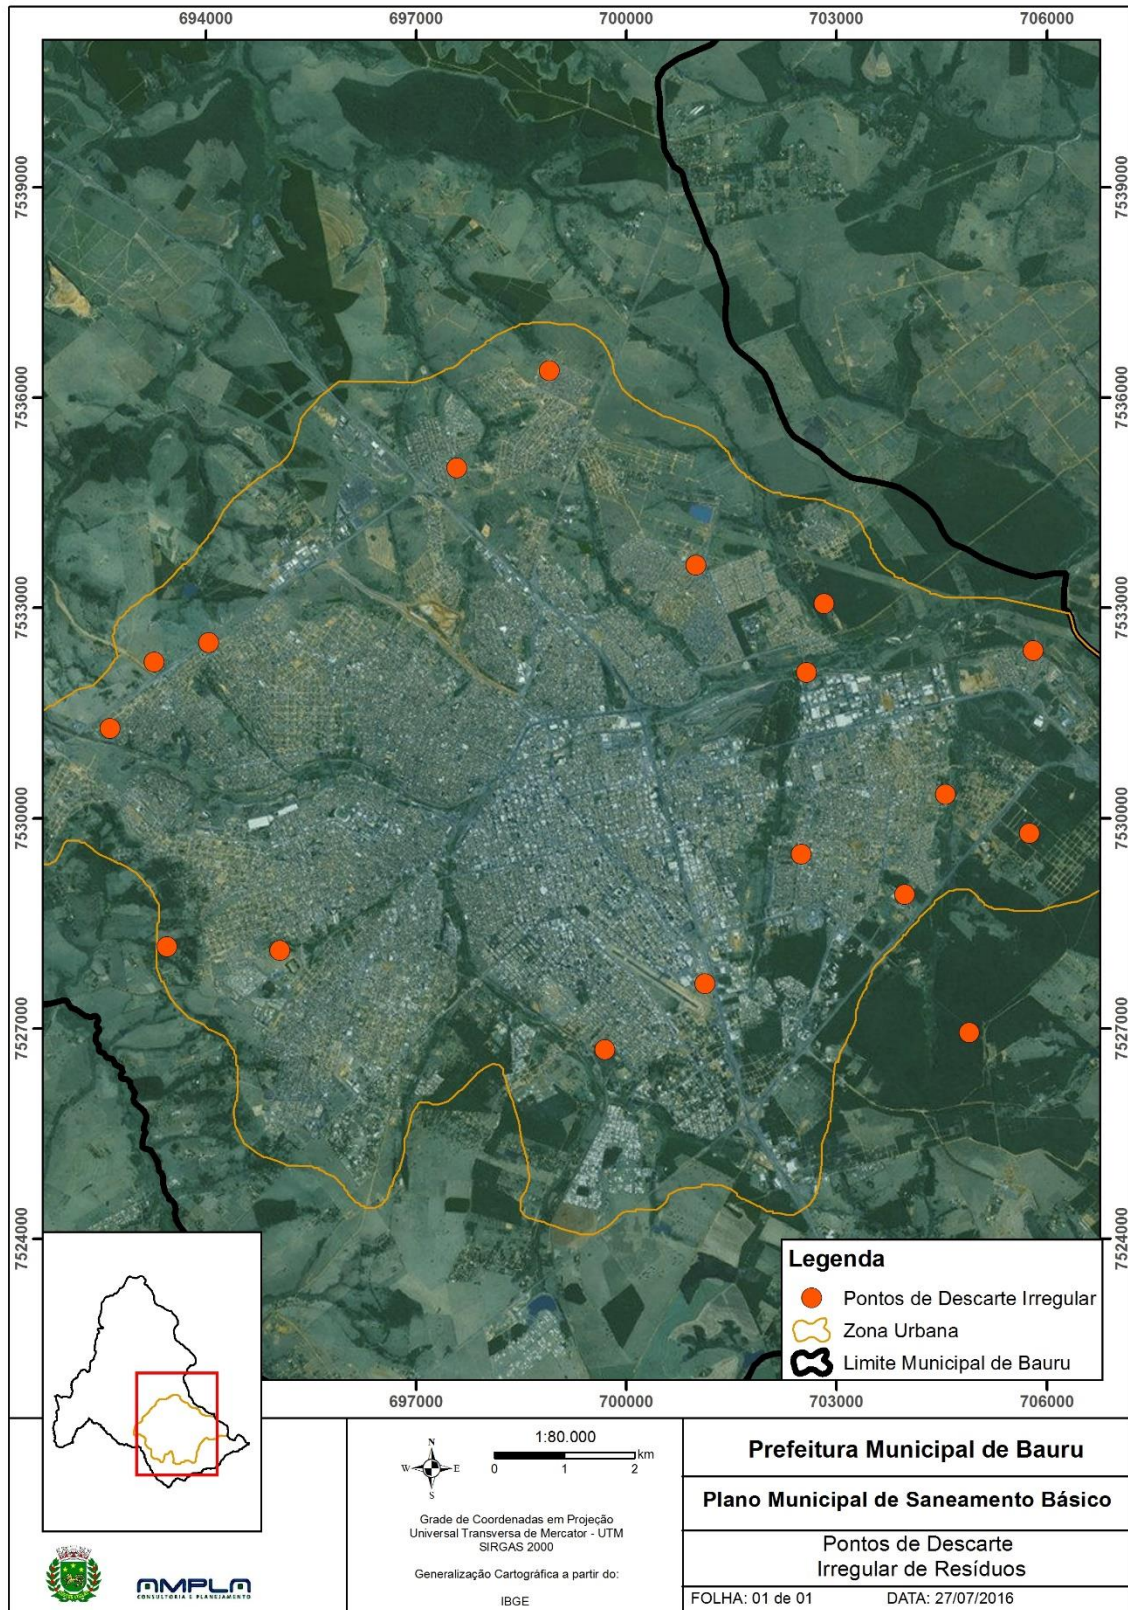 694000
697000
700000
703000
706000
7539000
7539000
7536000
7536000
7533000
7533000
7530000
7530000
7527000
7527000
7524000
7524000
Legenda
Pontos de Descarte Irregular
Zona Urbana
Limite Municipal de Bauru
697000
700000
703000
706000
1:80.000
km
0 1 2
N
W E
S
Grade de Coordenadas em Projeção
Universal Transversa de Mercator - UTM
SIRGAS 2000
Generalização Cartográfica a partir do:
IBGE
Prefeitura Municipal de Bauru
Plano Municipal de Saneamento Básico
Pontos de Descarte
Irregular de Resíduos
FOLHA: 01 de 01 DATA: 27/07/2016
AMPLA
CONSULTORIA E PLANEJAMENTO